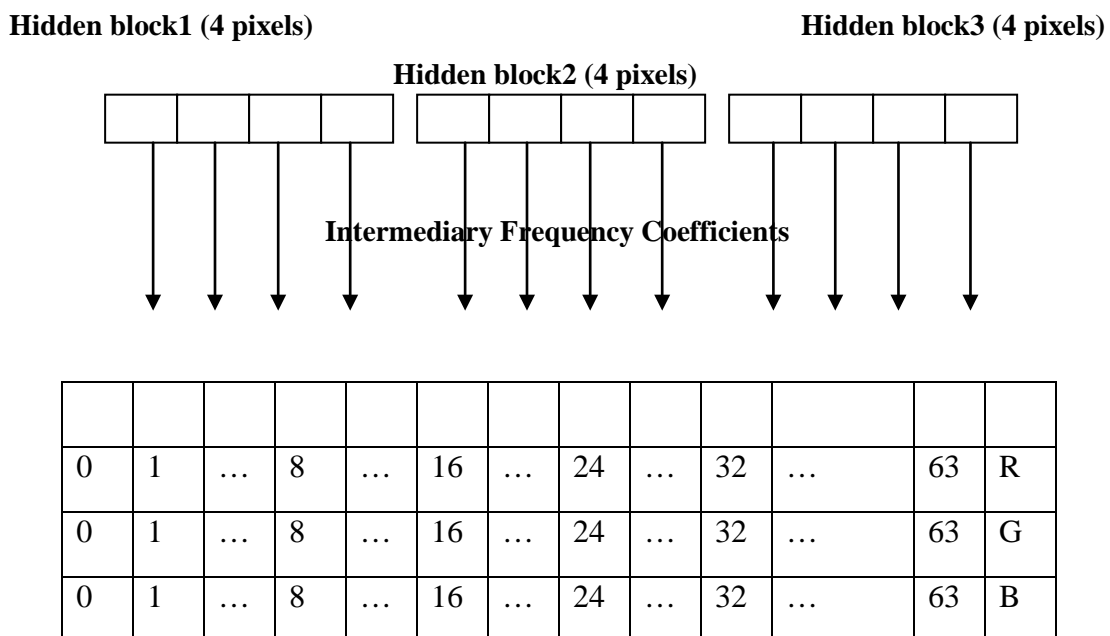 Hidden block1 (4 pixels) Hidden block3 (4 pixels)
Hidden block2 (4 pixels)
Intermediary Frequency Coefficients
0 1 … 8 … 16 … 24 … 32 … 63 R
0 1 … 8 … 16 … 24 … 32 … 63 G
0 1 … 8 … 16 … 24 … 32 … 63 B